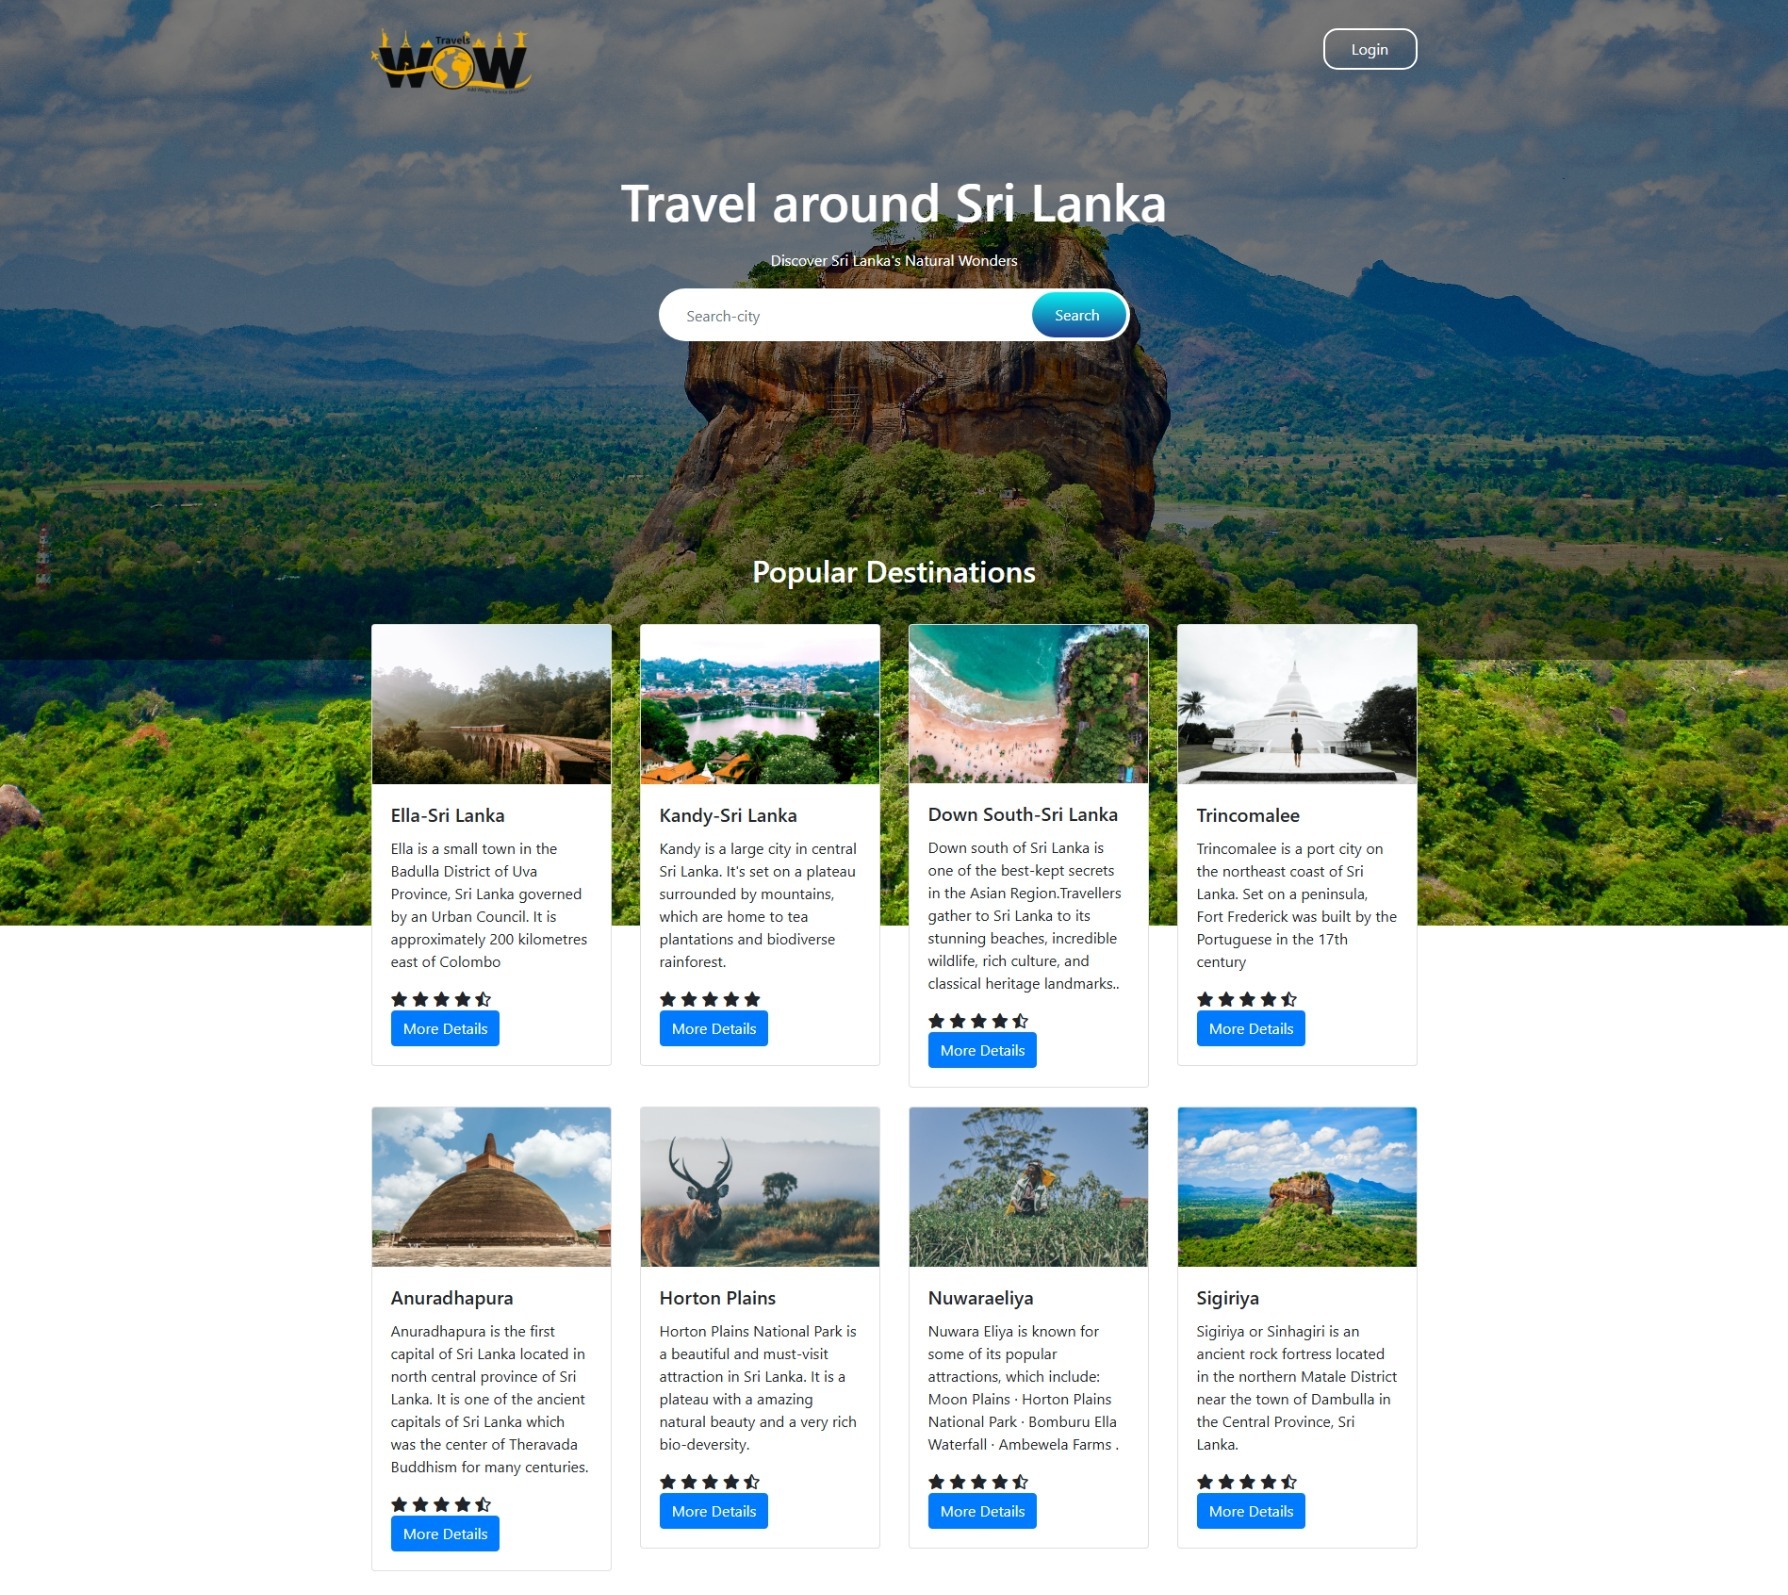 Travels
WOW
Login
Travel around Sri Lanka
Discover Sri Lanka's Natural Wonders
Search-city
Search
Popular Destinations
Ella-Sri Lanka
Ella is a small town in the
Badulla District of Uva
Province, Sri Lanka governed
by an Urban Council. It is
approximately 200 kilometres
east of Colombo
More Details
Kandy-Sri Lanka
Kandy is a large city in central
Sri Lanka. It's set on a plateau
surrounded by mountains,
which are home to tea
plantations and biodiverse
rainforest.
More Details
Down South-Sri Lanka
Down south of Sri Lanka is
one of the best-kept secrets
in the Asian Region.Travellers
gather to Sri Lanka to its
stunning beaches, incredible
wildlife, rich culture, and
classical heritage landmarks..
More Details
Trincomalee
Trincomalee is a port city on
the northeast coast of Sri
Lanka. Set on a peninsula,
Fort Frederick was built by the
Portuguese in the 17th
century
More Details
Anuradhapura
Anuradhapura is the first
capital of Sri Lanka located in
north central province of Sri
Lanka. It is one of the ancient
capitals of Sri Lanka which
was the center of Theravada
Buddhism for many centuries.
More Details
Horton Plains
Horton Plains National Park is
a beautiful and must-visit
attraction in Sri Lanka. It is a
plateau with a amazing
natural beauty and a very rich
bio-deversity.
More Details
Nuwaraeliya
Nuwara Eliya is known for
some of its popular
attractions, which include:
Moon Plains · Horton Plains
National Park · Bomburu Ella
Waterfall · Ambewela Farms .
More Details
Sigiriya
Sigiriya or Sinhagiri is an
ancient rock fortress located
in the northern Matale District
near the town of Dambulla in
the Central Province, Sri
Lanka.
More Details